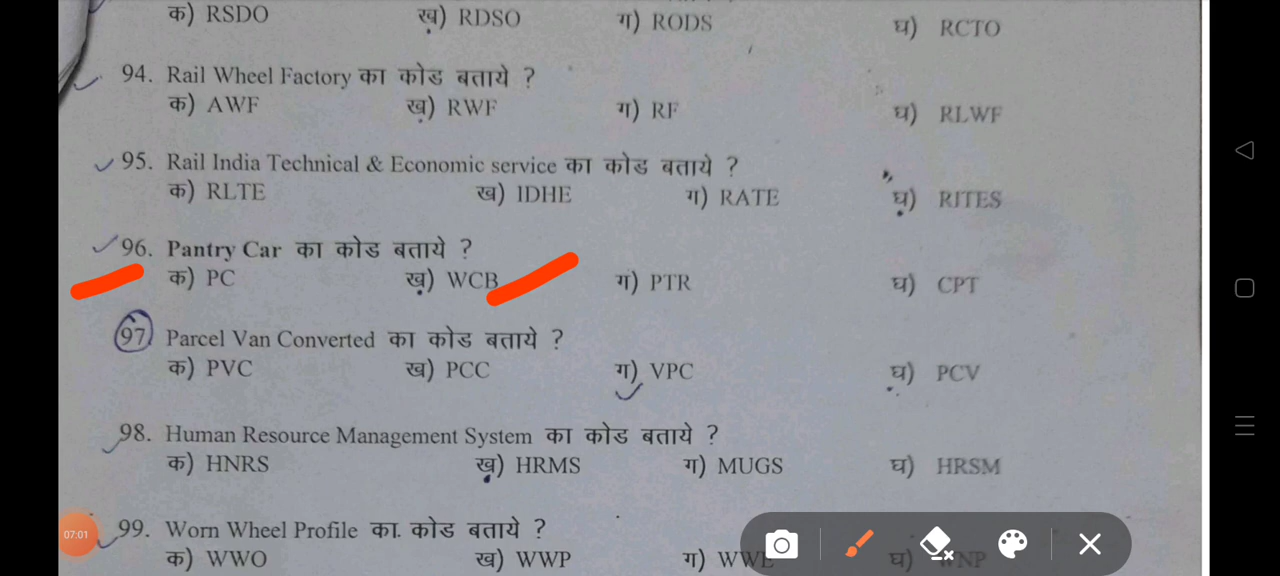 क) RSDO ख) RDSO ग) RODS घ) RCTO
94. Rail Wheel Factory का कोड बताये ?
क) AWF ख) RWF ग) RF घ) RLWF
95. Rail India Technical & Economic service का कोड बताये ?
क) RLTE ख) IDHE ग) RATE घ) RITES
96. Pantry Car का कोड बताये ?
क) PC ख) WCB ग) PTR घ) CPT
97. Parcel Van Converted का कोड बताये ?
क) PVC ख) PCC ग) VPC घ) PCV
98. Human Resource Management System का कोड बताये ?
क) HNRS ख) HRMS ग) MUGS घ) HRSM
99. Worn Wheel Profile का. कोड बताये ?
क) WWO ख) WWP ग)
07:01